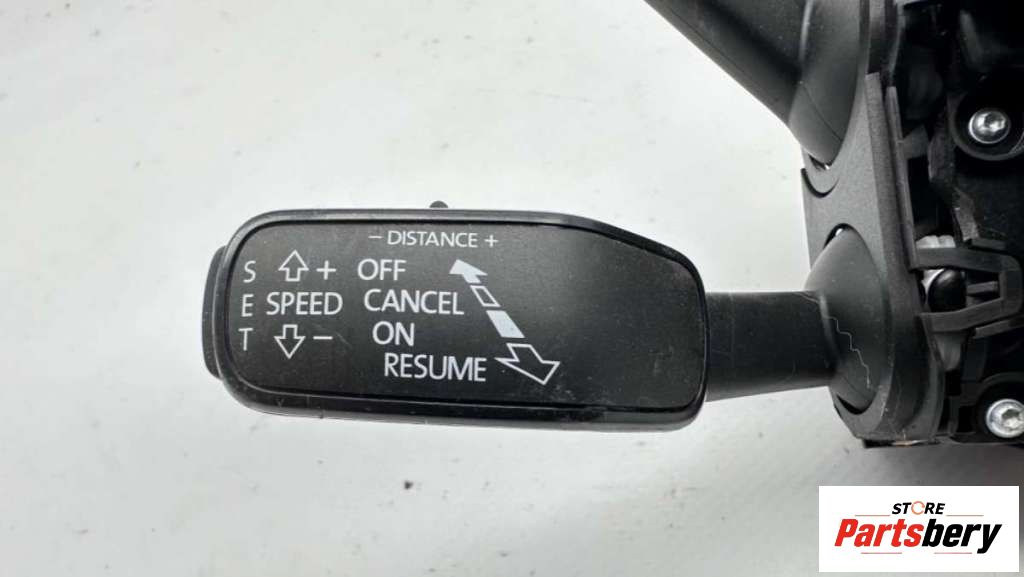 − DISTANCE +
S + OFF
E SPEED CANCEL
T − ON
RESUME
STORE
Partsbery